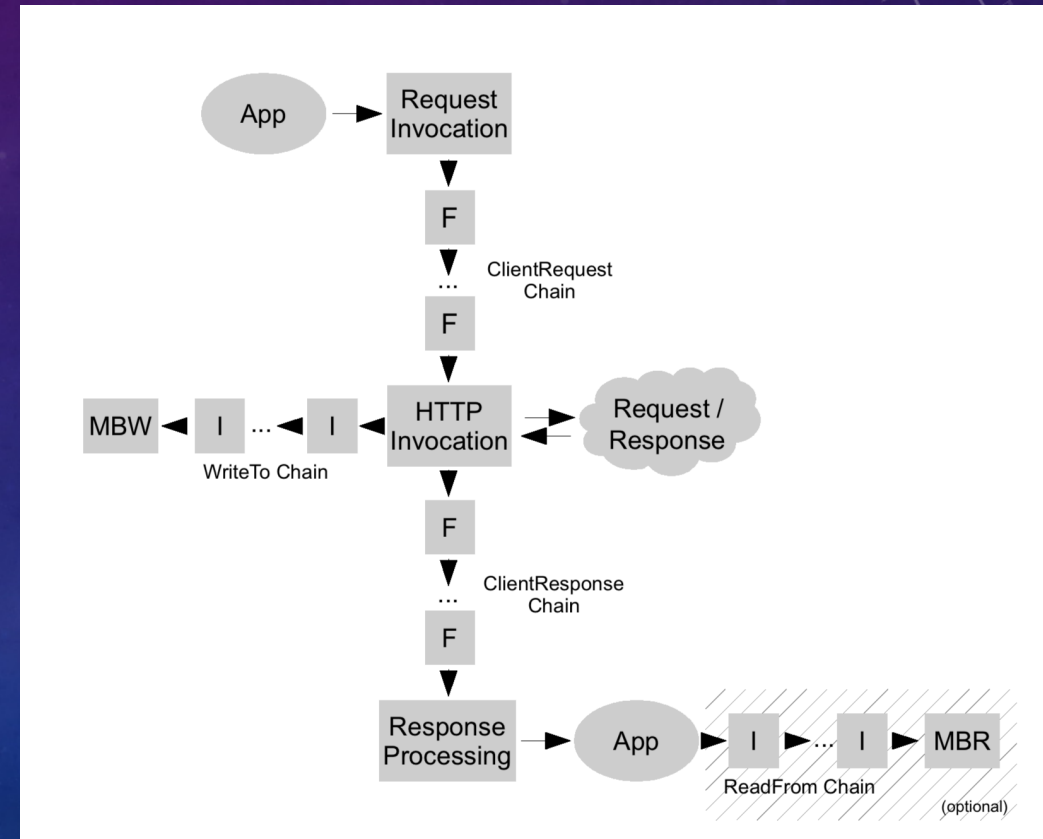 App
Request
Invocation
F
ClientRequest
Chain
...
F
MBW
I
...
I
HTTP
Invocation
Request /
Response
WriteTo Chain
F
ClientResponse
Chain
...
F
Response
Processing
App
I
...
I
MBR
ReadFrom Chain
(optional)